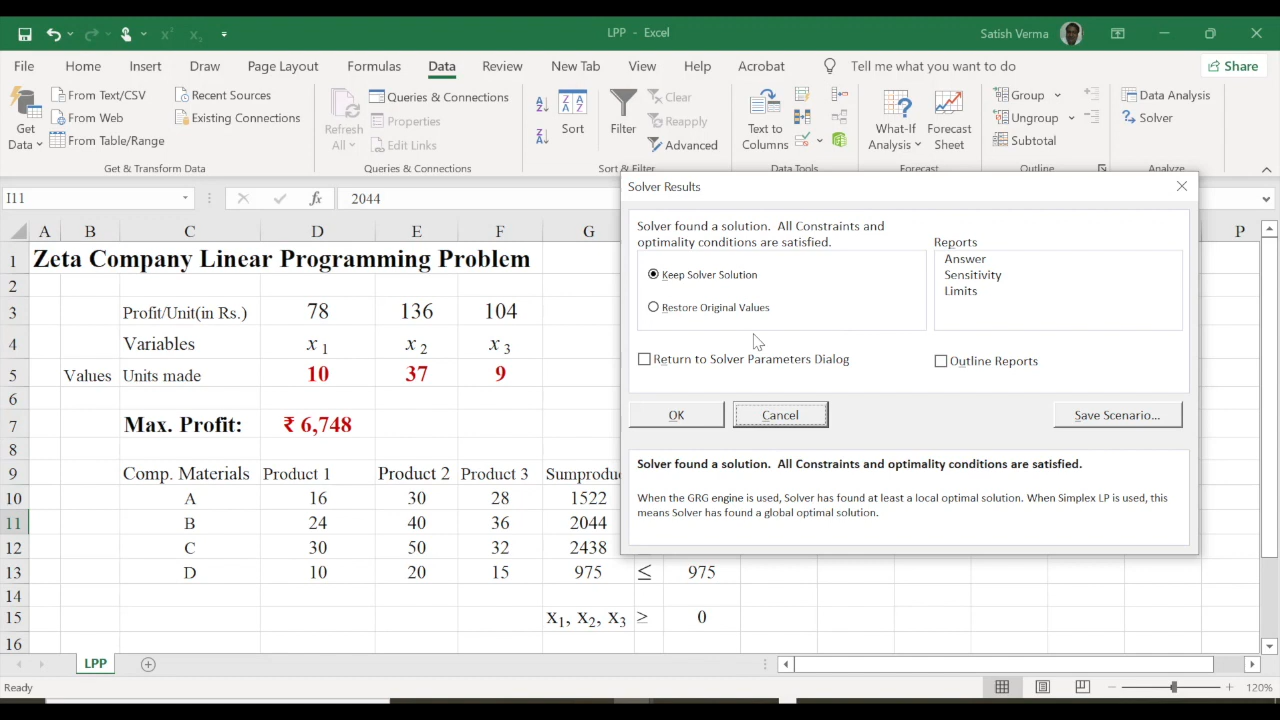 LPP - Excel
Satish Verma
File Home Insert Draw Page Layout Formulas Data Review New Tab View Help Acrobat Tell me what you want to do Share
Get Data
From Text/CSV
From Web
From Table/Range
Recent Sources
Existing Connections
Get & Transform Data
Refresh All
Queries & Connections
Properties
Edit Links
Queries & Connections
Sort
Filter
Clear
Reapply
Advanced
Sort & Filter
Text to Columns
Data Tools
What-If Analysis
Forecast Sheet
Forecast
Group
Ungroup
Subtotal
Outline
Data Analysis
Solver
Analyze
I11 fx 2044
A B C D E F G P
1 Zeta Company Linear Programming Problem
2
3 Profit/Unit(in Rs.) 78 136 104
4 Variables x 1 x 2 x 3
5 Values Units made 10 37 9
6
7 Max. Profit: ₹ 6,748
8
9 Comp. Materials Product 1 Product 2 Product 3 Sumproduc
10 A 16 30 28 1522
11 B 24 40 36 2044
12 C 30 50 32 2438
13 D 10 20 15 975 ≤ 975
14
15 x1, x2, x3 ≥ 0
16
Solver Results
Solver found a solution. All Constraints and
optimality conditions are satisfied.
Keep Solver Solution
Restore Original Values
Return to Solver Parameters Dialog
Reports
Answer
Sensitivity
Limits
Outline Reports
OK Cancel Save Scenario...
Solver found a solution. All Constraints and optimality conditions are satisfied.
When the GRG engine is used, Solver has found at least a local optimal solution. When Simplex LP is used, this
means Solver has found a global optimal solution.
LPP
Ready 120%